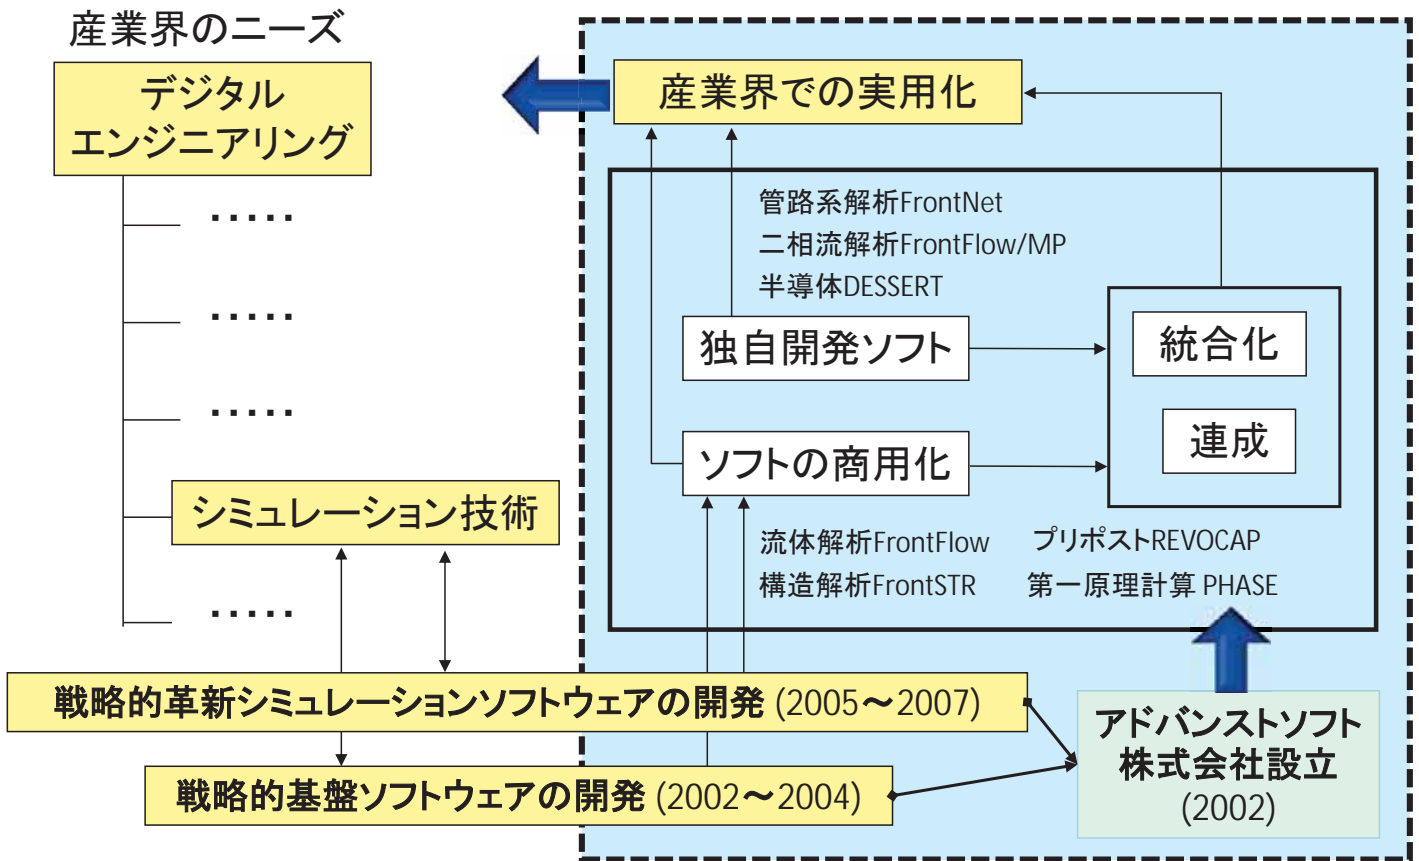 産業界のニーズ
デジタル
エンジニアリング
・・・・・
・・・・・
・・・・・
シミュレーション技術
・・・・・
産業界での実用化
管路系解析FrontNet
二相流解析FrontFlow/MP
半導体DESSERT
独自開発ソフト
統合化
連成
ソフトの商用化
流体解析FrontFlow
プリポストREVOCAP
構造解析FrontSTR
第一原理計算 PHASE
戦略的革新シミュレーションソフトウェアの開発 (2005～2007)
戦略的基盤ソフトウェアの開発 (2002～2004)
アドバンストソフト
株式会社設立
(2002)